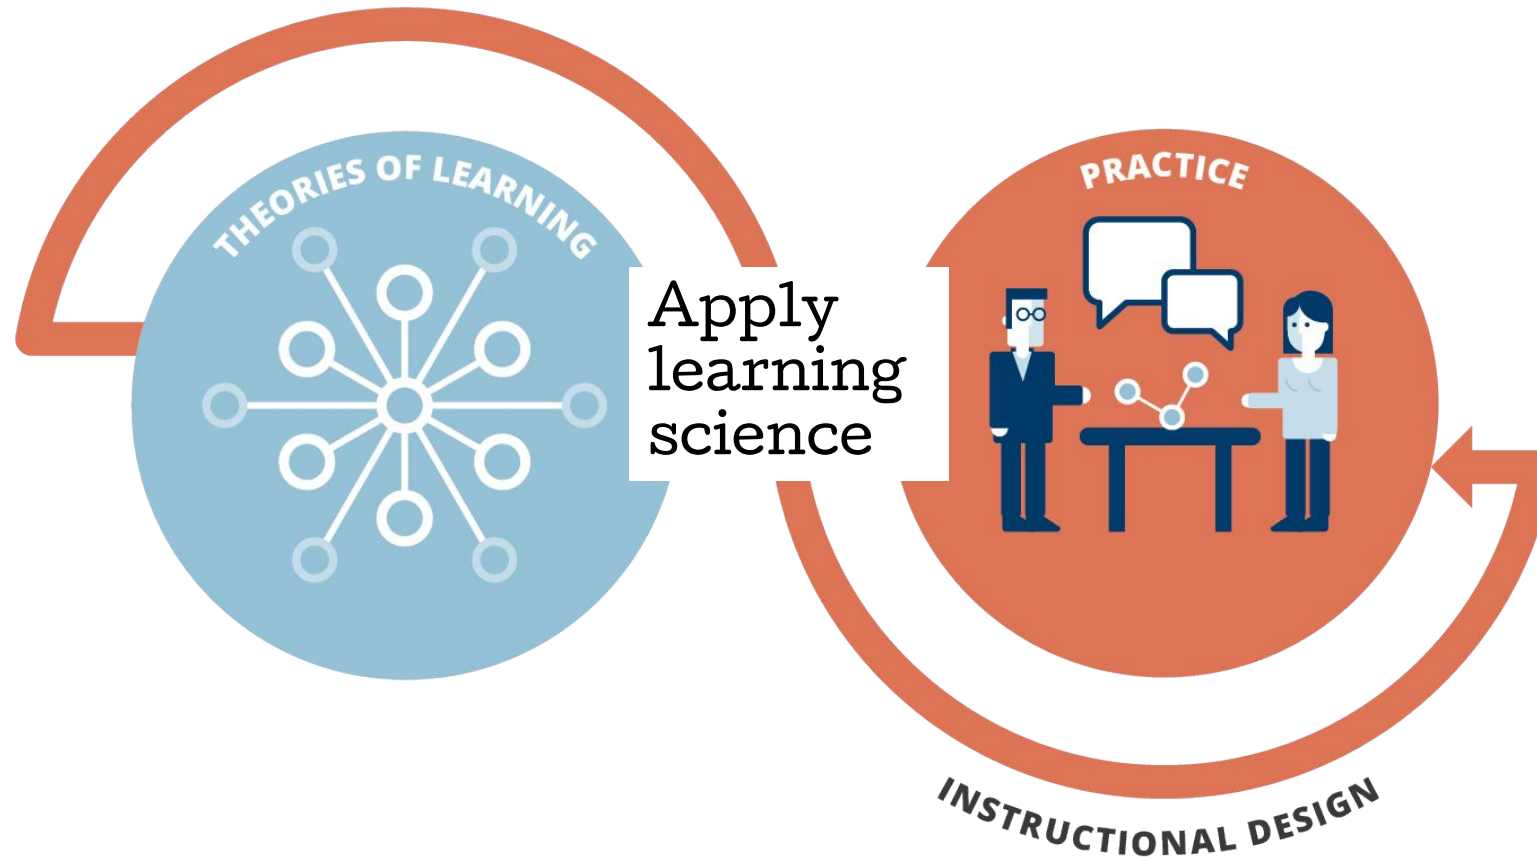 THEORIES OF LEARNING
PRACTICE
Apply
learning
science
INSTRUCTIONAL DESIGN